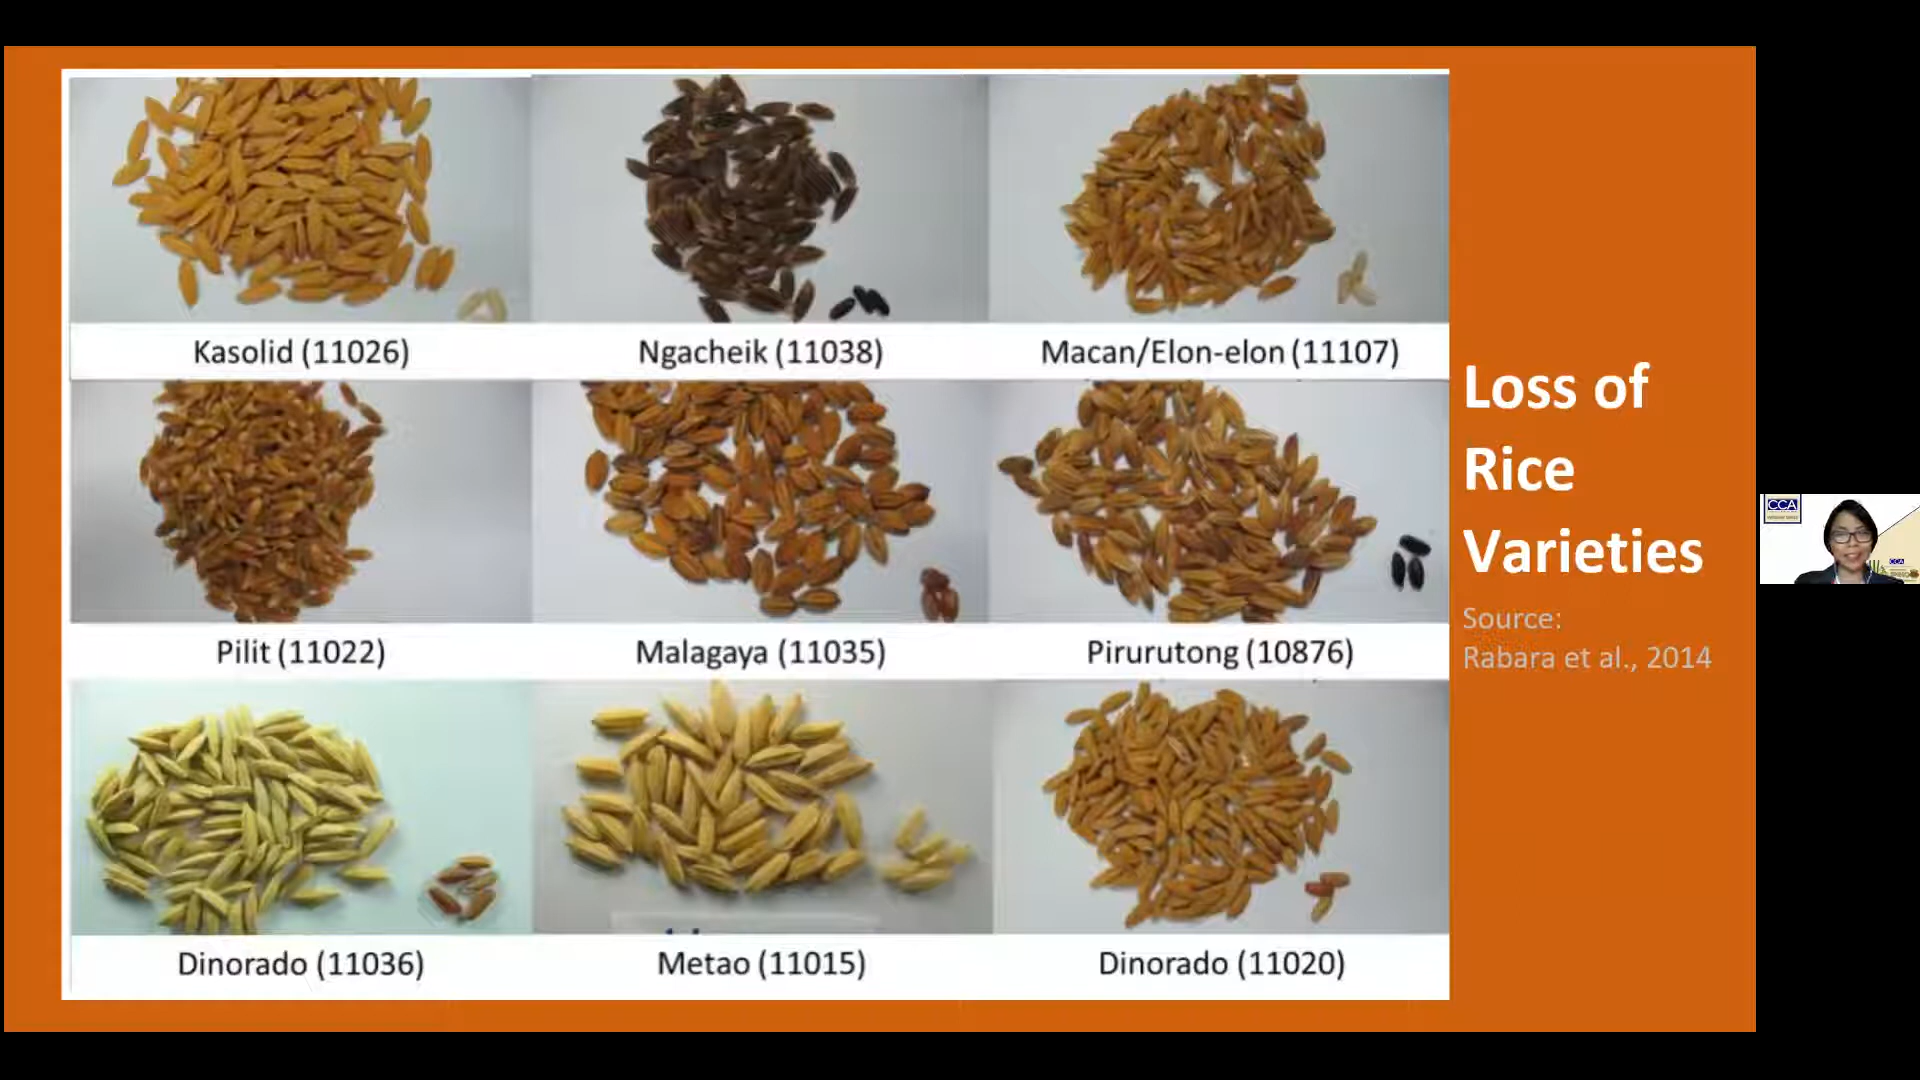 Kasolid (11026)
Ngacheik (11038)
Macan/Elon-elon (11107)
Pilit (11022)
Malagaya (11035)
Pirurutong (10876)
Dinorado (11036)
Metao (11015)
Dinorado (11020)
Loss of
Rice
Varieties
Source:
Rabara et al., 2014
CCA
CCA